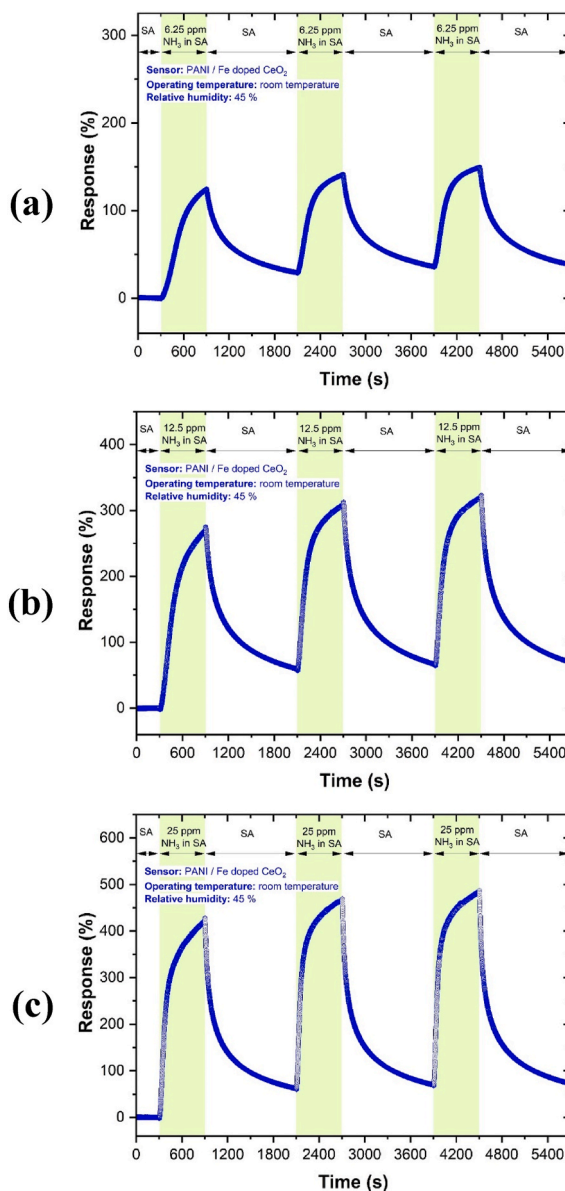 (a)
SA 6.25 ppm NH₃ in SA SA 6.25 ppm NH₃ in SA SA 6.25 ppm NH₃ in SA SA
Sensor: PANI / Fe doped CeO₂
Operating temperature: room temperature
Relative humidity: 45 %
Response (%)
300
200
100
0
0 600 1200 1800 2400 3000 3600 4200 4800 5400
Time (s)
(b)
SA 12.5 ppm NH₃ in SA SA 12.5 ppm NH₃ in SA SA 12.5 ppm NH₃ in SA SA
Sensor: PANI / Fe doped CeO₂
Operating temperature: room temperature
Relative humidity: 45 %
Response (%)
400
300
200
100
0
0 600 1200 1800 2400 3000 3600 4200 4800 5400
Time (s)
(c)
SA 25 ppm NH₃ in SA SA 25 ppm NH₃ in SA SA 25 ppm NH₃ in SA SA
Sensor: PANI / Fe doped CeO₂
Operating temperature: room temperature
Relative humidity: 45 %
Response (%)
600
500
400
300
200
100
0
0 600 1200 1800 2400 3000 3600 4200 4800 5400
Time (s)